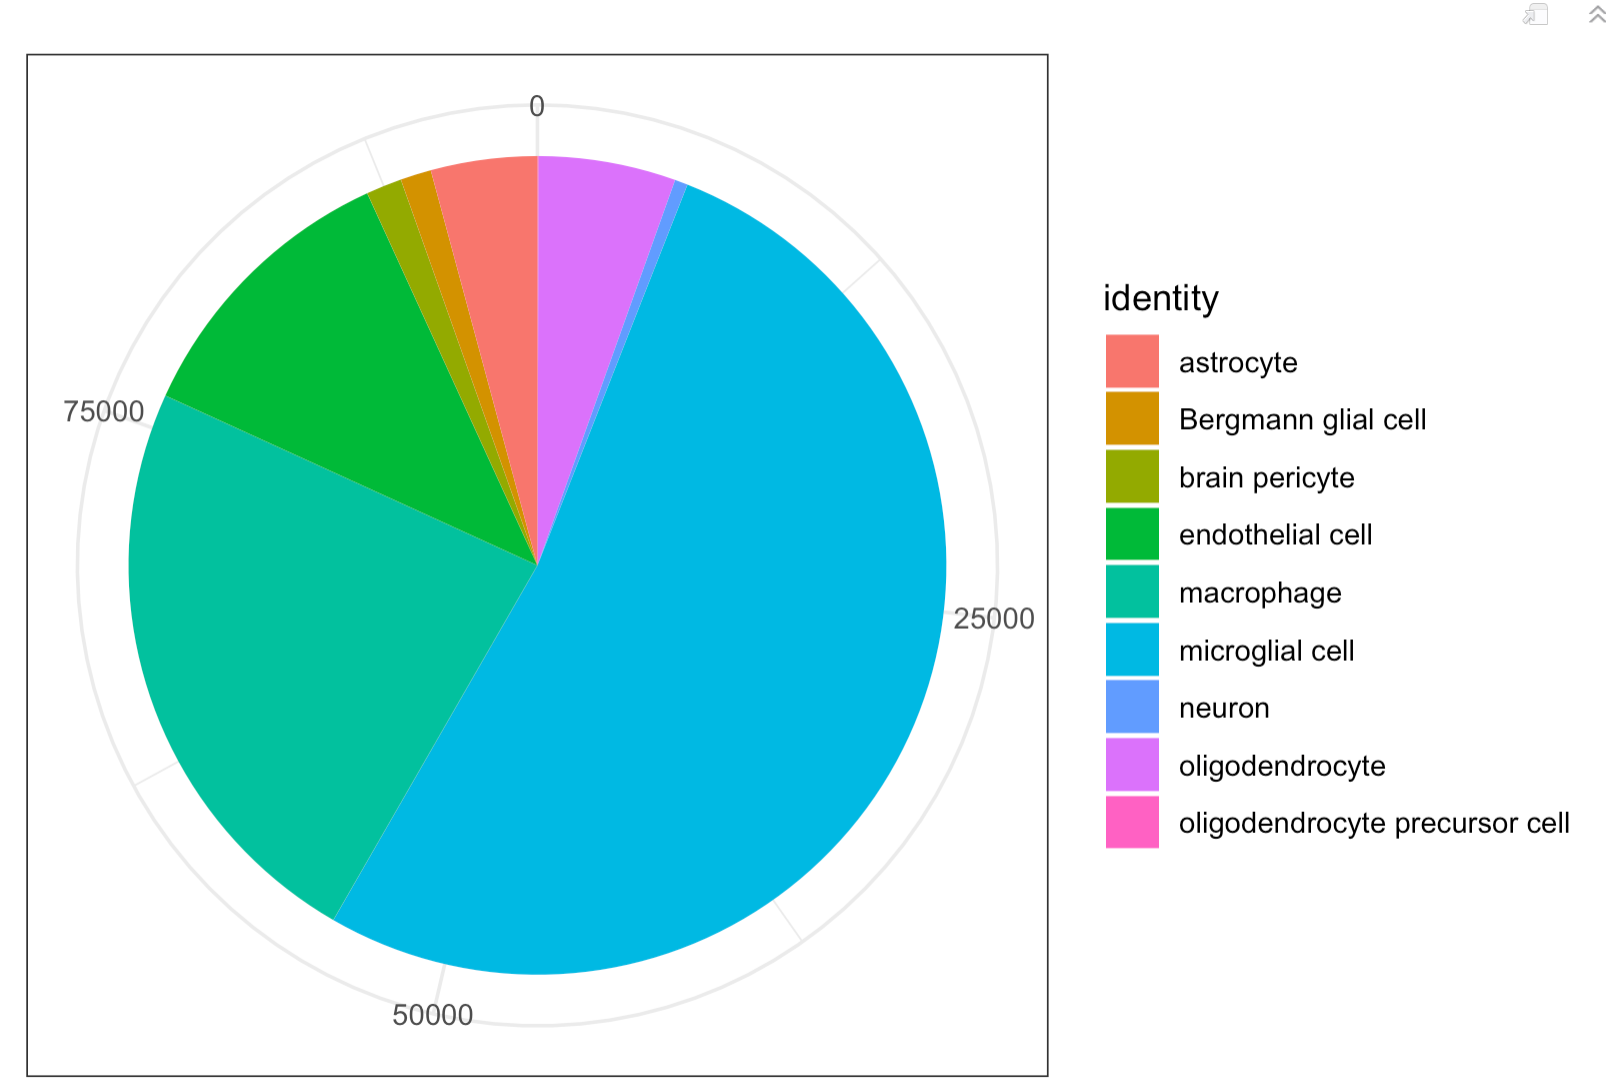 0
75000
25000
50000
identity
astrocyte
Bergmann glial cell
brain pericyte
endothelial cell
macrophage
microglial cell
neuron
oligodendrocyte
oligodendrocyte precursor cell